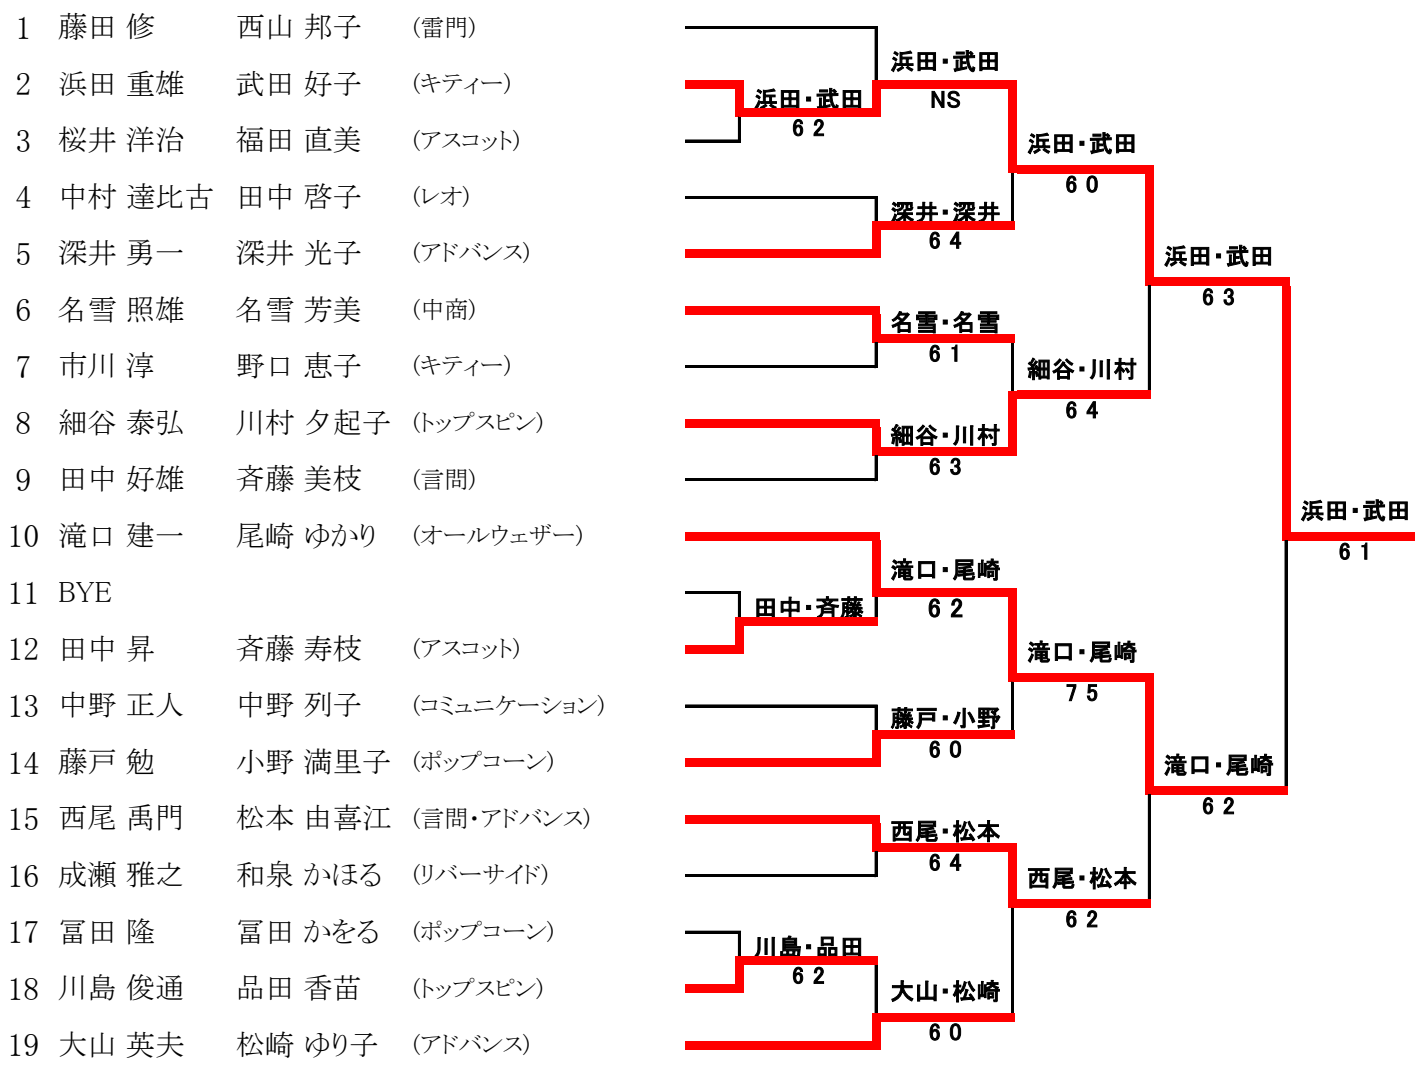 1 藤田 修 西山 邦子 (雷門)
2 浜田 重雄 武田 好子 (キティー)
3 桜井 洋治 福田 直美 (アスコット)
4 中村 達比古 田中 啓子 (レオ)
5 深井 勇一 深井 光子 (アドバンス)
6 名雪 照雄 名雪 芳美 (中商)
7 市川 淳 野口 恵子 (キティー)
8 細谷 泰弘 川村 夕起子 (トップスピン)
9 田中 好雄 斉藤 美枝 (言問)
10 滝口 建一 尾崎 ゆかり (オールウェザー)
11 BYE
12 田中 昇 斉藤 寿枝 (アスコット)
13 中野 正人 中野 列子 (コミュニケーション)
14 藤戸 勉 小野 満里子 (ポップコーン)
15 西尾 禹門 松本 由喜江 (言問・アドバンス)
16 成瀬 雅之 和泉 かほる (リバーサイド)
17 冨田 隆 冨田 かをる (ポップコーン)
18 川島 俊通 品田 香苗 (トップスピン)
19 大山 英夫 松崎 ゆり子 (アドバンス)
浜田・武田
6 2
田中・斉藤
川島・品田
6 2
浜田・武田
NS
深井・深井
6 4
名雪・名雪
6 1
細谷・川村
6 3
滝口・尾崎
6 2
藤戸・小野
6 0
西尾・松本
6 4
大山・松崎
6 0
浜田・武田
6 0
細谷・川村
6 4
滝口・尾崎
7 5
西尾・松本
6 2
浜田・武田
6 3
滝口・尾崎
6 2
浜田・武田
6 1